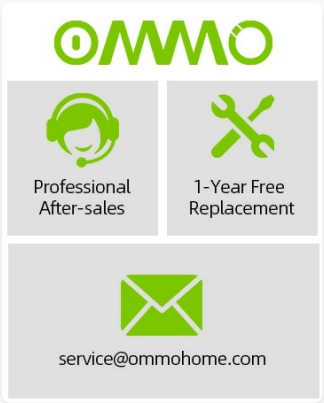 OMMO
Professional
After-sales
1-Year Free
Replacement
service@ommohome.com